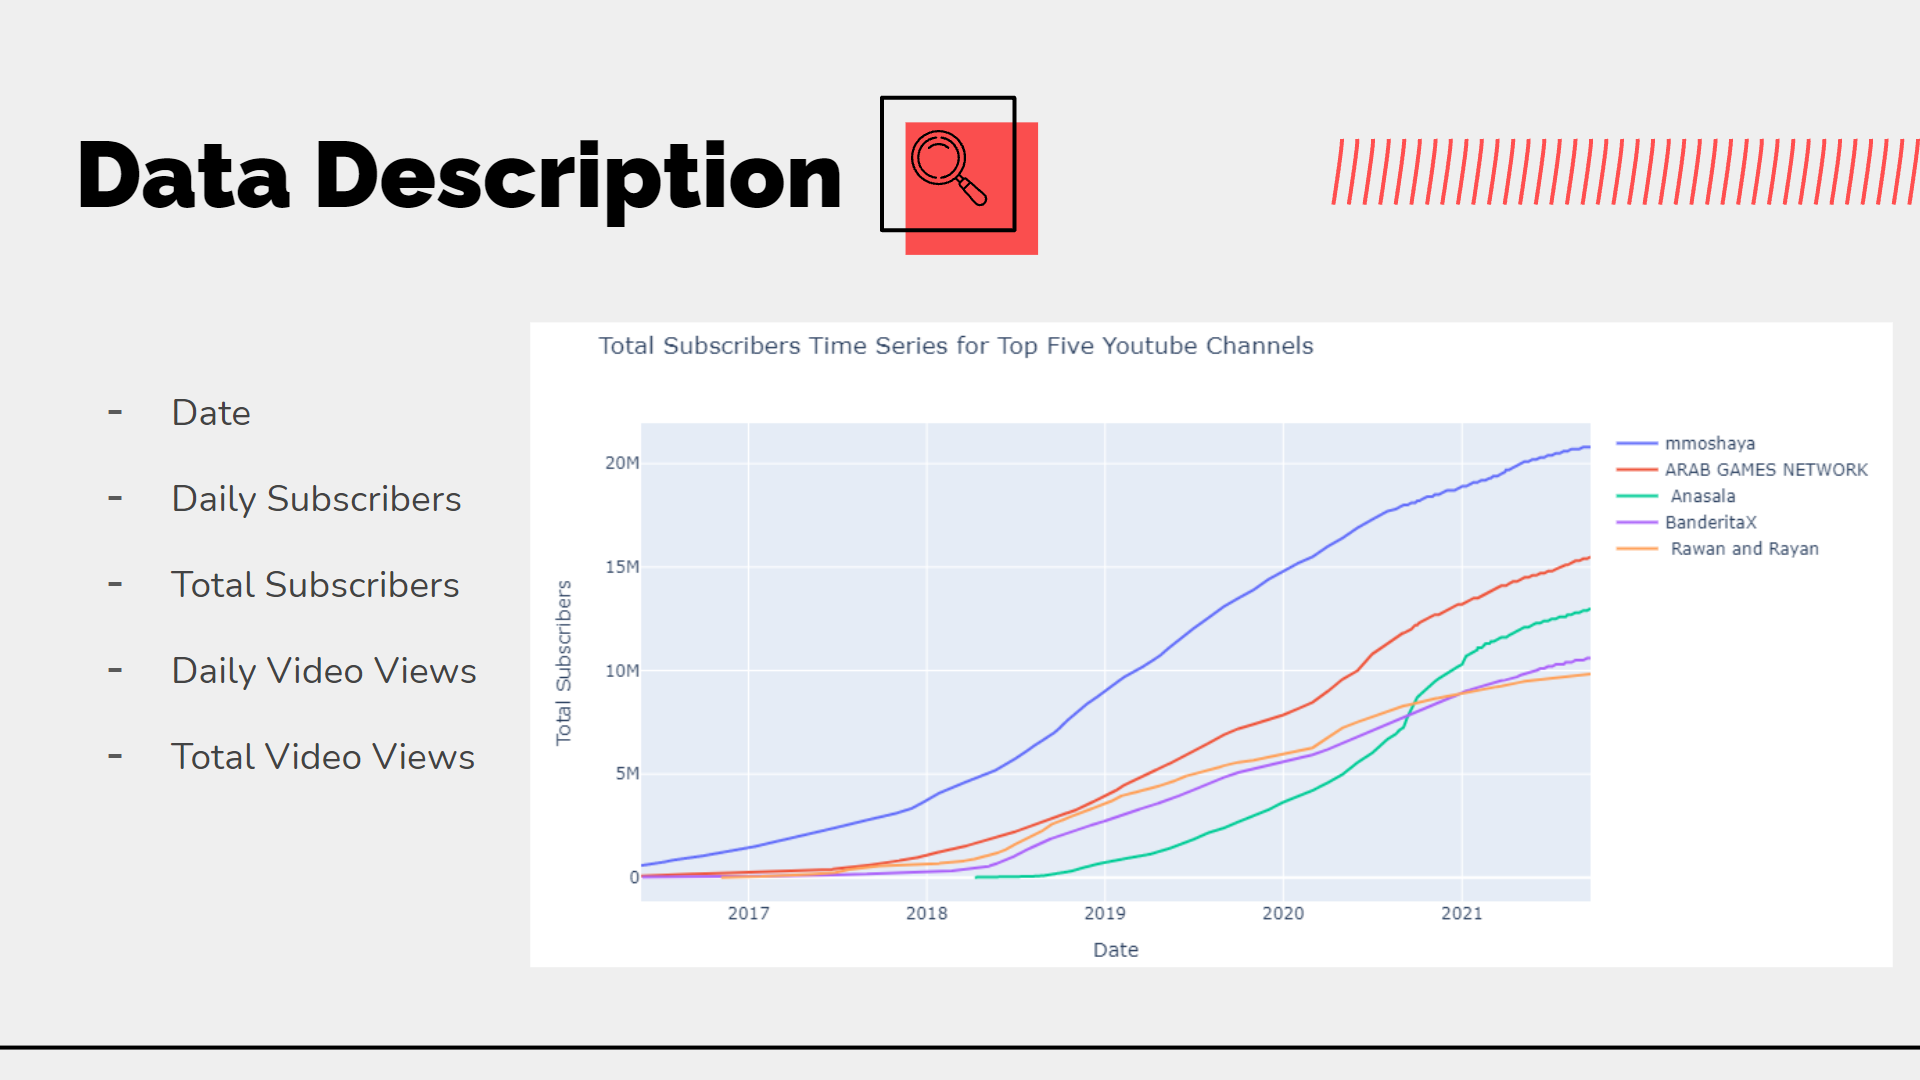 Data Description
- Date
- Daily Subscribers
- Total Subscribers
- Daily Video Views
- Total Video Views
Total Subscribers Time Series for Top Five Youtube Channels
Total Subscribers
20M
15M
10M
5M
0
2017 2018 2019 2020 2021
Date
mmoshaya
ARAB GAMES NETWORK
Anasala
BanderitaX
Rawan and Rayan